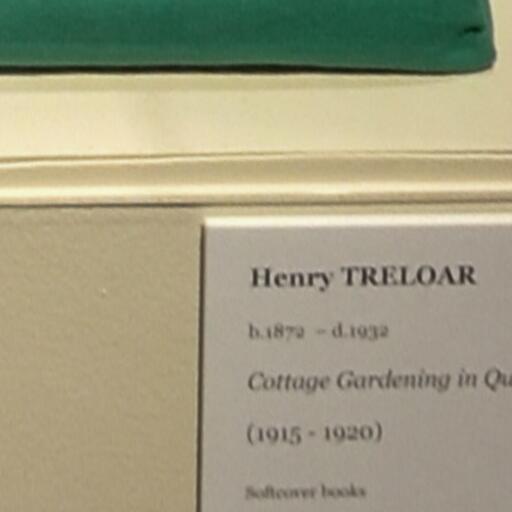 Henry TRELOAR
b.1872 – d.1932
Cottage Gardening in Qu
(1915 - 1920)
Softcover books